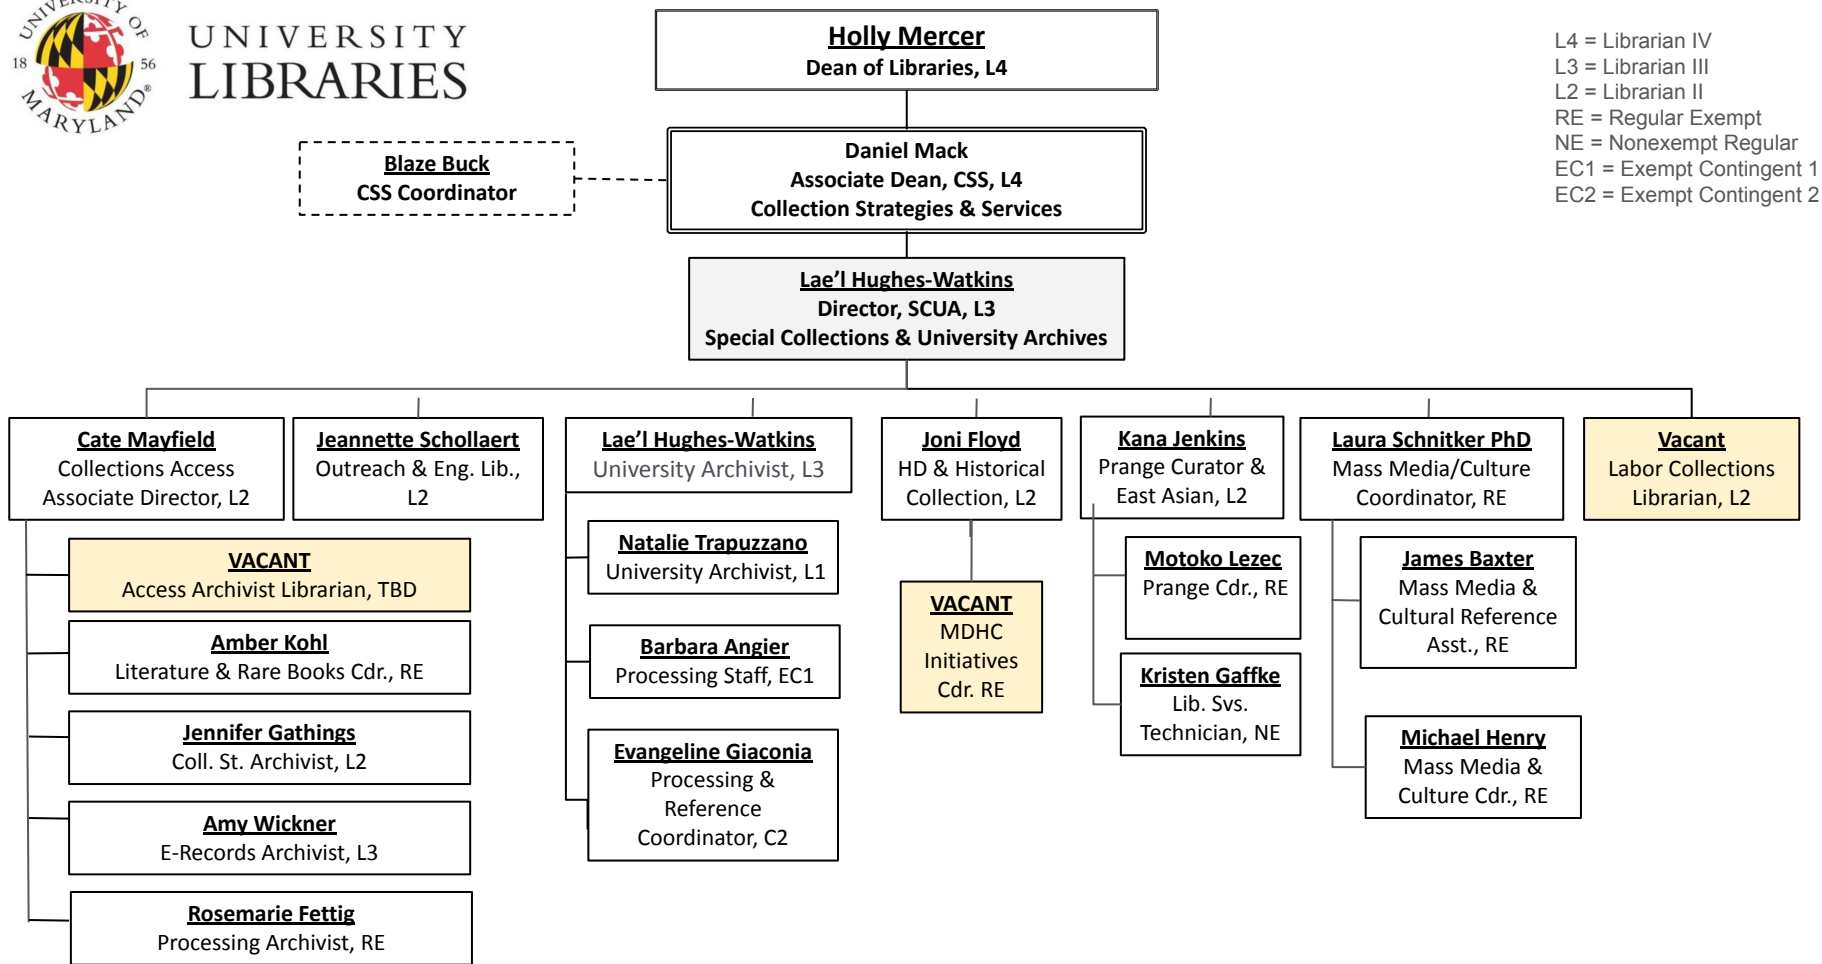 UNIVERSITY OF
18 56
MARYLAND®
UNIVERSITY
LIBRARIES
Holly Mercer
Dean of Libraries, L4
L4 = Librarian IV
L3 = Librarian III
L2 = Librarian II
RE = Regular Exempt
NE = Nonexempt Regular
EC1 = Exempt Contingent 1
EC2 = Exempt Contingent 2
Blaze Buck
CSS Coordinator
Daniel Mack
Associate Dean, CSS, L4
Collection Strategies & Services
Lae'l Hughes-Watkins
Director, SCUA, L3
Special Collections & University Archives
Cate Mayfield
Collections Access
Associate Director, L2
VACANT
Access Archivist Librarian, TBD
Amber Kohl
Literature & Rare Books Cdr., RE
Jennifer Gathings
Coll. St. Archivist, L2
Amy Wickner
E-Records Archivist, L3
Rosemarie Fettig
Processing Archivist, RE
Jeannette Schollaert
Outreach & Eng. Lib.,
L2
Lae'l Hughes-Watkins
University Archivist, L3
Natalie Trapuzzano
University Archivist, L1
Barbara Angier
Processing Staff, EC1
Evangeline Giaconia
Processing &
Reference
Coordinator, C2
Joni Floyd
HD & Historical
Collection, L2
VACANT
MDHC
Initiatives
Cdr. RE
Kana Jenkins
Prange Curator &
East Asian, L2
Motoko Lezec
Prange Cdr., RE
Kristen Gaffke
Lib. Svs.
Technician, NE
Laura Schnitker PhD
Mass Media/Culture
Coordinator, RE
James Baxter
Mass Media &
Cultural Reference
Asst., RE
Michael Henry
Mass Media &
Culture Cdr., RE
Vacant
Labor Collections
Librarian, L2